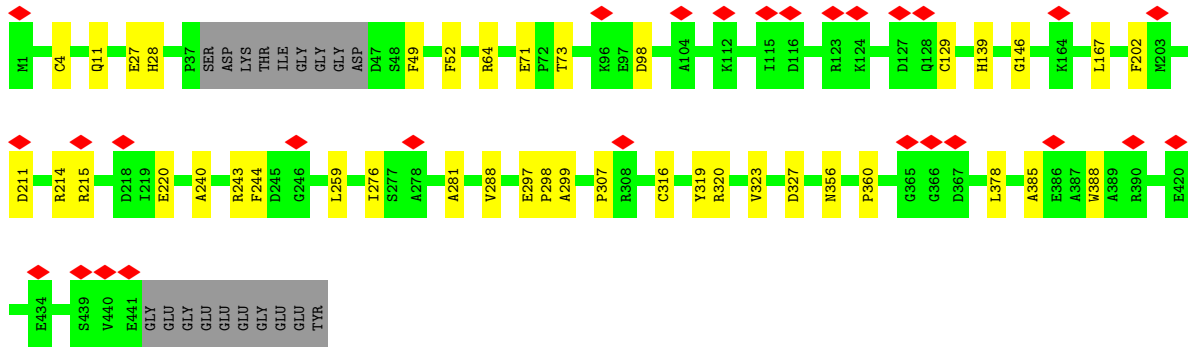 M1 C4 Q11 E27 H28 P37 SER ASP LYS THR ILE GLY GLY GLY ASP D47 S48 F49 F52 R64 E71 P72 T73 K96 E97 D98 A104 K112 I115 D116 R123 K124 D127 Q128 C129 H139 G146 K164 L167 F202 M203
D211 R214 R215 D218 I219 E220 A240 R243 F244 D245 G246 L259 I276 S277 A278 A281 V288 E297 P298 A299 P307 R308 C316 Y319 R320 V323 D327 N356 P360 G365 G366 D367 L378 A385 E386 A387 W388 A389 R390 E420
E434 S439 V440 E441 GLY GLU GLY GLU GLU GLU GLY GLU GLU TYR